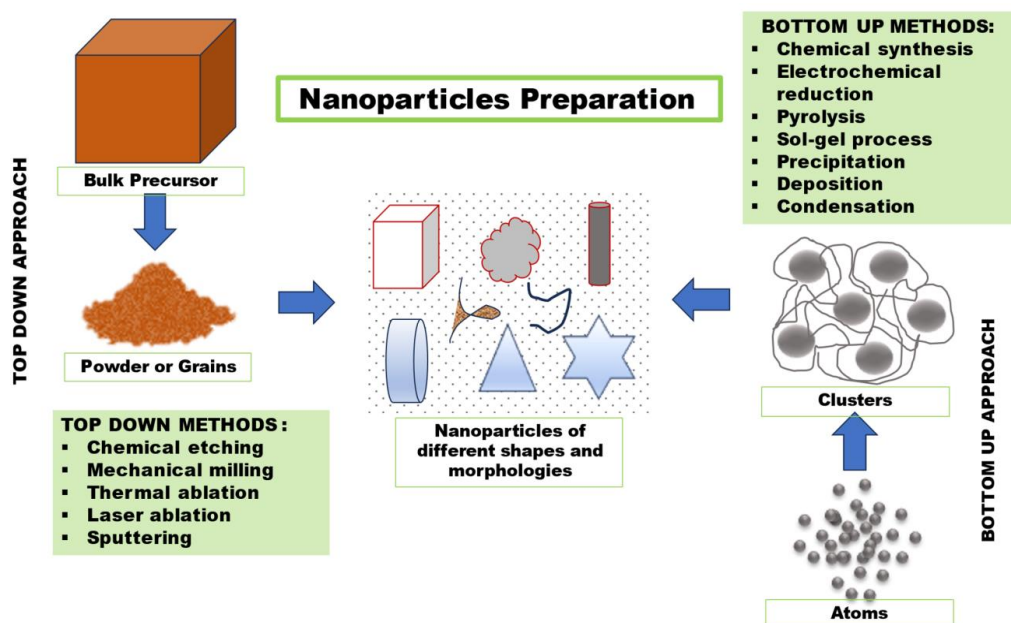 Nanoparticles Preparation
TOP DOWN APPROACH
Bulk Precursor
Powder or Grains
TOP DOWN METHODS :
▪ Chemical etching
▪ Mechanical milling
▪ Thermal ablation
▪ Laser ablation
▪ Sputtering
Nanoparticles of
different shapes and
morphologies
BOTTOM UP METHODS:
▪ Chemical synthesis
▪ Electrochemical
reduction
▪ Pyrolysis
▪ Sol-gel process
▪ Precipitation
▪ Deposition
▪ Condensation
Clusters
Atoms
BOTTOM UP APPROACH